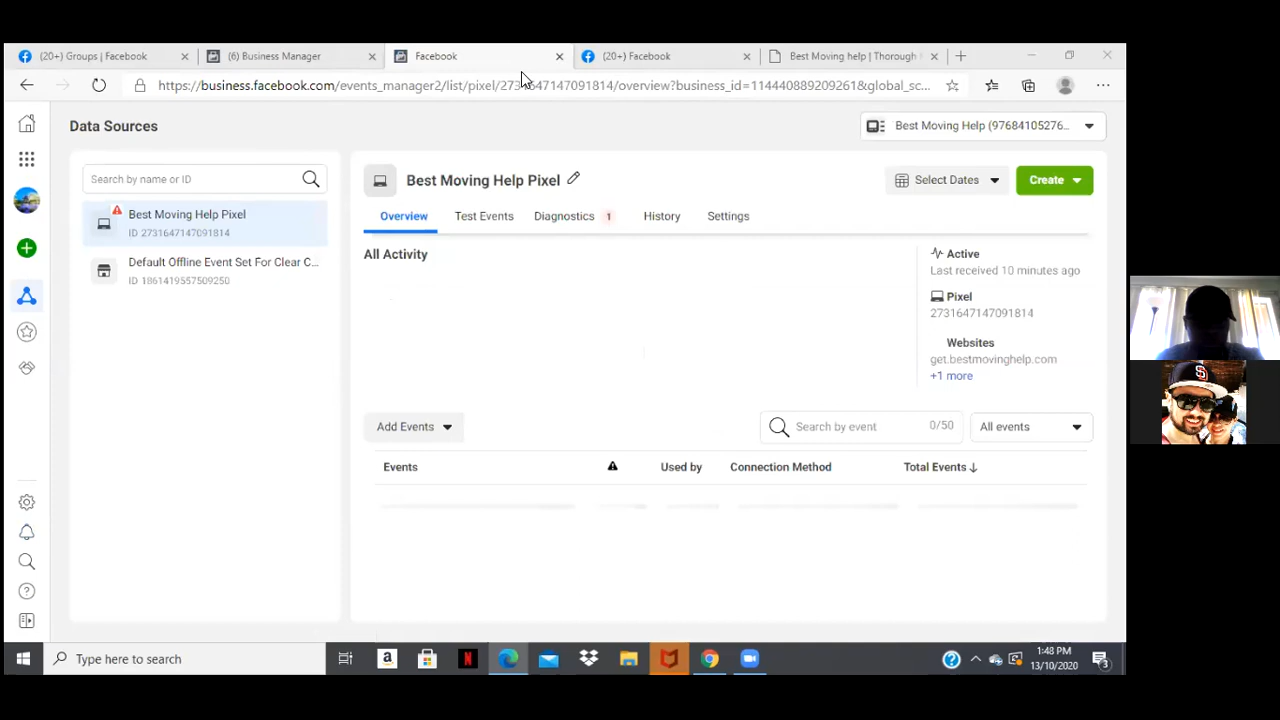 (20+) Groups | Facebook
(6) Business Manager
Facebook
(20+) Facebook
Best Moving help | Thorough
https://business.facebook.com/events_manager2/list/pixel/273 647147091814/overview?business_id=114440889209261&global_sc...
Data Sources
Best Moving Help (97684105276...
Search by name or ID
Best Moving Help Pixel
ID 2731647147091814
Default Offline Event Set For Clear C...
ID 1861419557509250
Best Moving Help Pixel
Select Dates
Create
Overview
Test Events
Diagnostics 1
History
Settings
All Activity
Active
Last received 10 minutes ago
Pixel
2731647147091814
Websites
get.bestmovinghelp.com
+1 more
Add Events
Search by event
0/50
All events
Events
Used by
Connection Method
Total Events
Type here to search
1:48 PM
13/10/2020
3